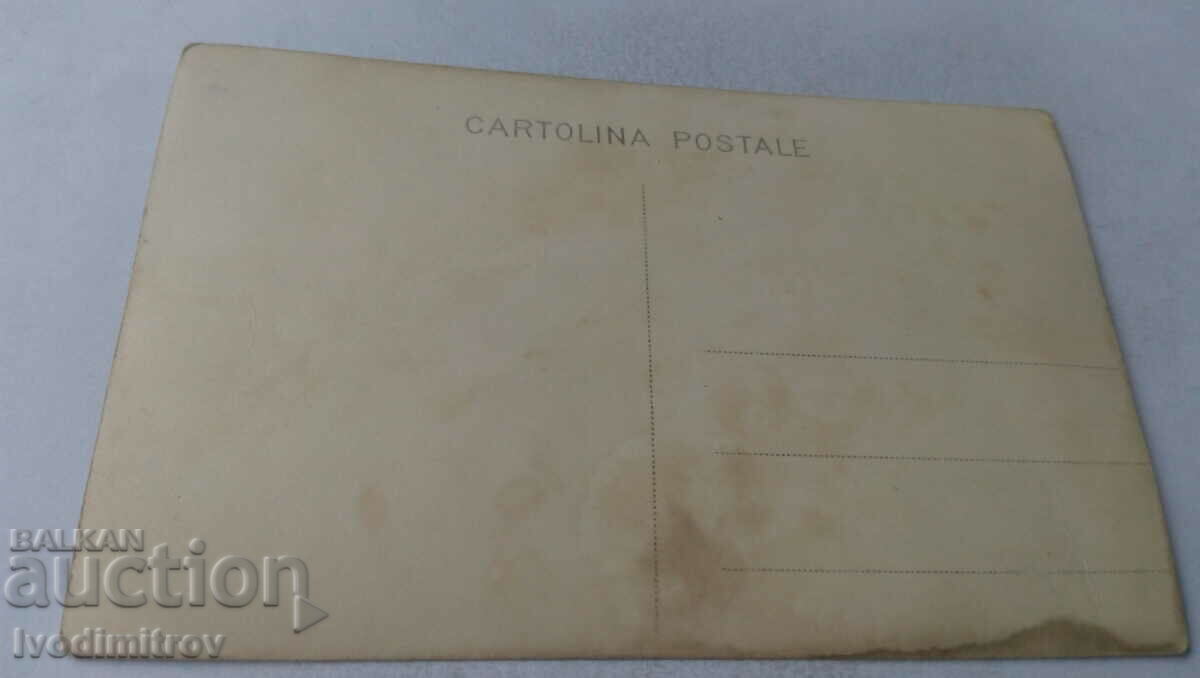 CARTOLINA POSTALE
BALKAN
auction
Ivodimitrov